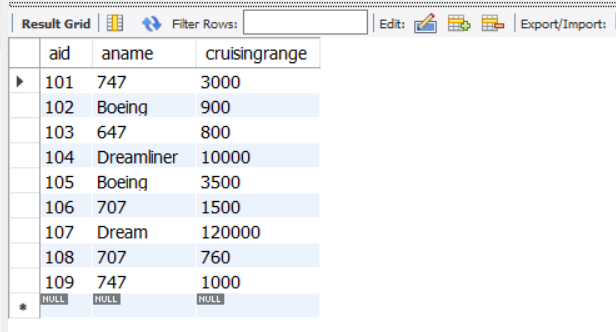 Result Grid Filter Rows: Edit: Export/Import:
aid aname cruisingrange
101 747 3000
102 Boeing 900
103 647 800
104 Dreamliner 10000
105 Boeing 3500
106 707 1500
107 Dream 120000
108 707 760
109 747 1000
NULL NULL NULL